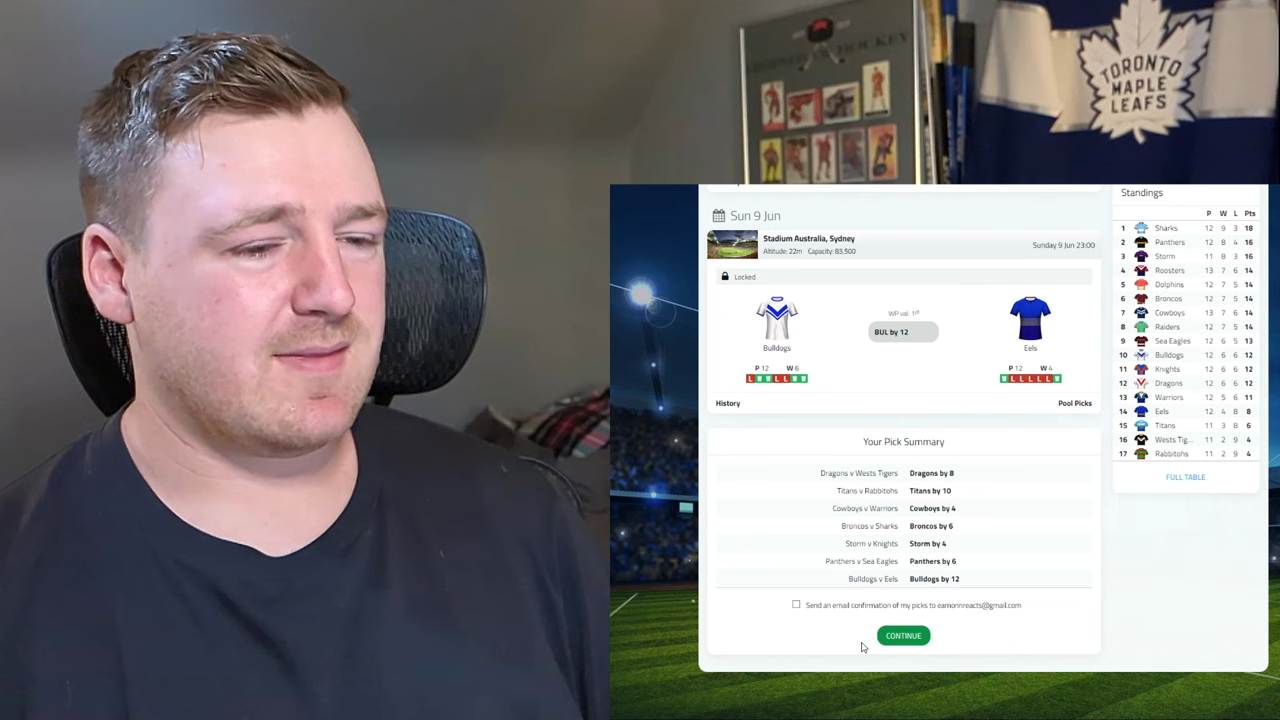 HOCKEY
TORONTO
MAPLE
LEAFS
Standings
P W L Pts
1 Sharks 12 9 3 18
2 Panthers 12 8 4 16
3 Storm 11 8 3 16
4 Roosters 13 7 6 14
5 Dolphins 12 7 5 14
6 Broncos 12 7 5 14
7 Cowboys 13 7 6 14
8 Raiders 12 7 5 14
9 Sea Eagles 12 6 5 13
10 Bulldogs 12 6 6 12
11 Knights 12 6 6 12
12 Dragons 12 6 6 12
13 Warriors 12 5 6 11
14 Eels 12 4 8 8
15 Titans 11 3 8 6
16 Wests Tig... 11 2 9 4
17 Rabbitohs 11 2 9 4
FULL TABLE
Sun 9 Jun
Stadium Australia, Sydney
Altitude: 22m Capacity: 83,500
Sunday 9 Jun 23:00
Locked
WP val: 1st
BUL by 12
Bulldogs
Eels
P 12 W 6
P 12 W 4
L W W L L W W
W L L L L L W
History
Pool Picks
Your Pick Summary
Dragons v Wests Tigers Dragons by 8
Titans v Rabbitohs Titans by 10
Cowboys v Warriors Cowboys by 4
Broncos v Sharks Broncos by 6
Storm v Knights Storm by 4
Panthers v Sea Eagles Panthers by 6
Bulldogs v Eels Bulldogs by 12
Send an email confirmation of my picks to eamonnreacts@gmail.com
CONTINUE